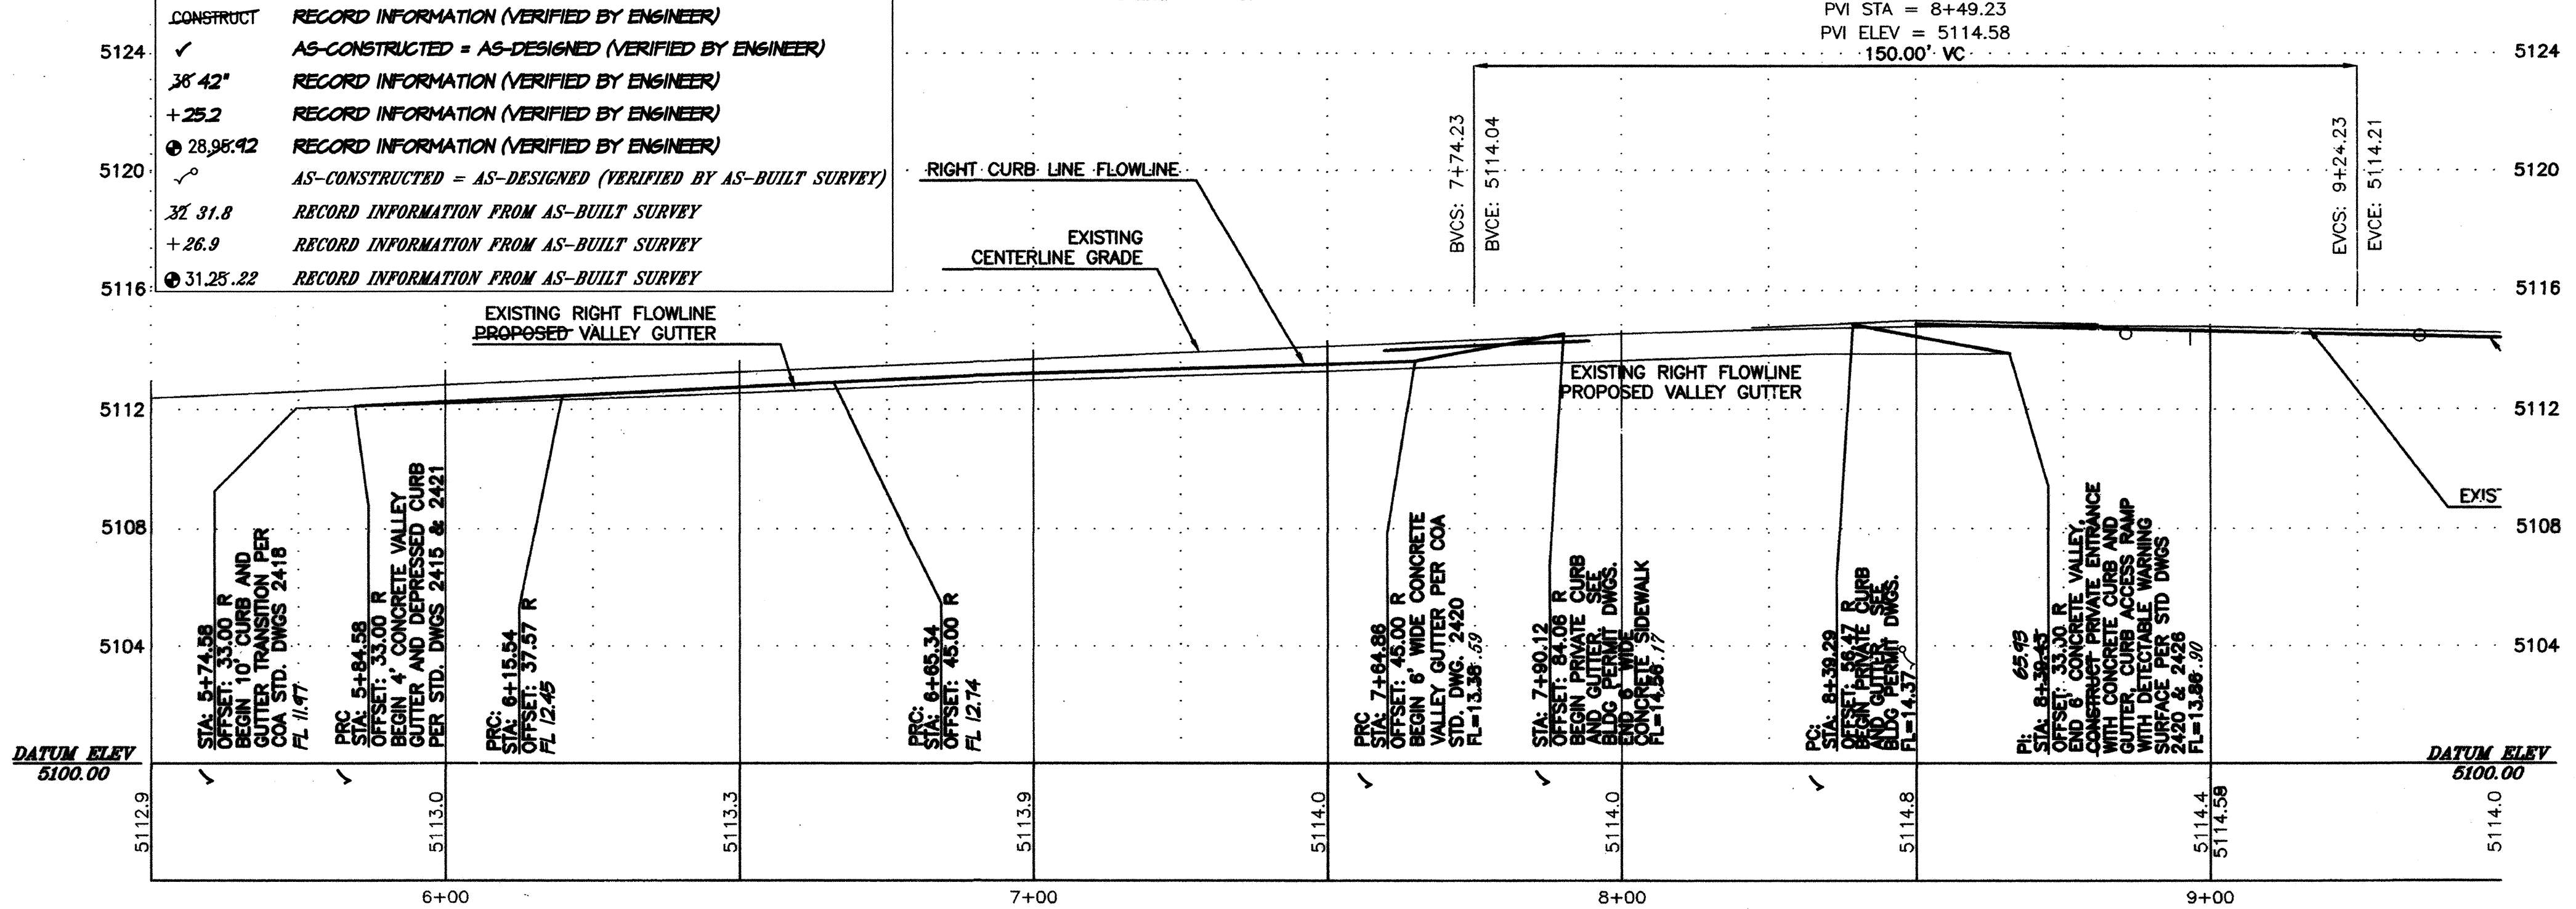 CONSTRUCT RECORD INFORMATION (VERIFIED BY ENGINEER)
✓ AS-CONSTRUCTED = AS-DESIGNED (VERIFIED BY ENGINEER)
36 42" RECORD INFORMATION (VERIFIED BY ENGINEER)
+25.2 RECORD INFORMATION (VERIFIED BY ENGINEER)
28.95.92 RECORD INFORMATION (VERIFIED BY ENGINEER)
AS-CONSTRUCTED = AS-DESIGNED (VERIFIED BY AS-BUILT SURVEY)
32 31.8 RECORD INFORMATION FROM AS-BUILT SURVEY
+26.9 RECORD INFORMATION FROM AS-BUILT SURVEY
31.25.22 RECORD INFORMATION FROM AS-BUILT SURVEY
PVI STA = 8+49.23
PVI ELEV = 5114.58
150.00' VC
BVCS: 7+74.23
BVCE: 5114.04
EVCS: 9+24.23
EVCE: 5114.21
5124
5120
5116
5112
5108
5104
5124
5120
5116
5112
5108
5104
RIGHT CURB LINE FLOWLINE
EXISTING
CENTERLINE GRADE
EXISTING RIGHT FLOWLINE
PROPOSED VALLEY GUTTER
EXISTING RIGHT FLOWLINE
PROPOSED VALLEY GUTTER
EXIS
STA: 5+74.58
OFFSET: 33.00 R
BEGIN 10' CURB AND
GUTTER TRANSITION PER
COA STD. DWGS 2418
FL 11.97
PRC
STA: 5+84.58
OFFSET: 33.00 R
BEGIN 4' CONCRETE VALLEY
GUTTER AND DEPRESSED CURB
PER STD. DWGS 2415 & 2421
PRC:
STA: 6+15.54
OFFSET: 37.57 R
FL 12.45
PRC:
STA: 6+65.34
OFFSET: 45.00 R
FL 12.74
PRC
STA: 7+64.86
OFFSET: 45.00 R
BEGIN 6' WIDE CONCRETE
VALLEY GUTTER PER COA
STD. DWG. 2420
FL=13.38 .59
STA: 7+90.12
OFFSET: 84.06 R
BEGIN PRIVATE CURB
AND GUTTER. SEE
BLDG PERMIT DWGS.
END 6' WIDE
CONCRETE SIDEWALK
FL=14.56 .17
PC:
STA: 8+39.29
OFFSET: 56.47 R
BEGIN PRIVATE CURB
AND GUTTER SEE
BLDG PERMIT DWGS.
FL=14.37
PI: 65.93
STA: 8+
OFFSET: 33.00 R
END 6' CONCRETE VALLEY,
CONSTRUCT PRIVATE ENTRANCE
WITH CONCRETE CURB AND
GUTTER, CURB ACCESS RAMP
WITH DETECTABLE WARNING
SURFACE PER STD DWGS
2420 & 2426
FL=13.86 .90
DATUM ELEV
5100.00
DATUM ELEV
5100.00
✓ ✓ ✓ ✓ ✓
5112.9
5113.0
5113.3
5113.9
5114.0
5114.0
5114.8
5114.4
5114.58
5114.0
6+00
7+00
8+00
9+00